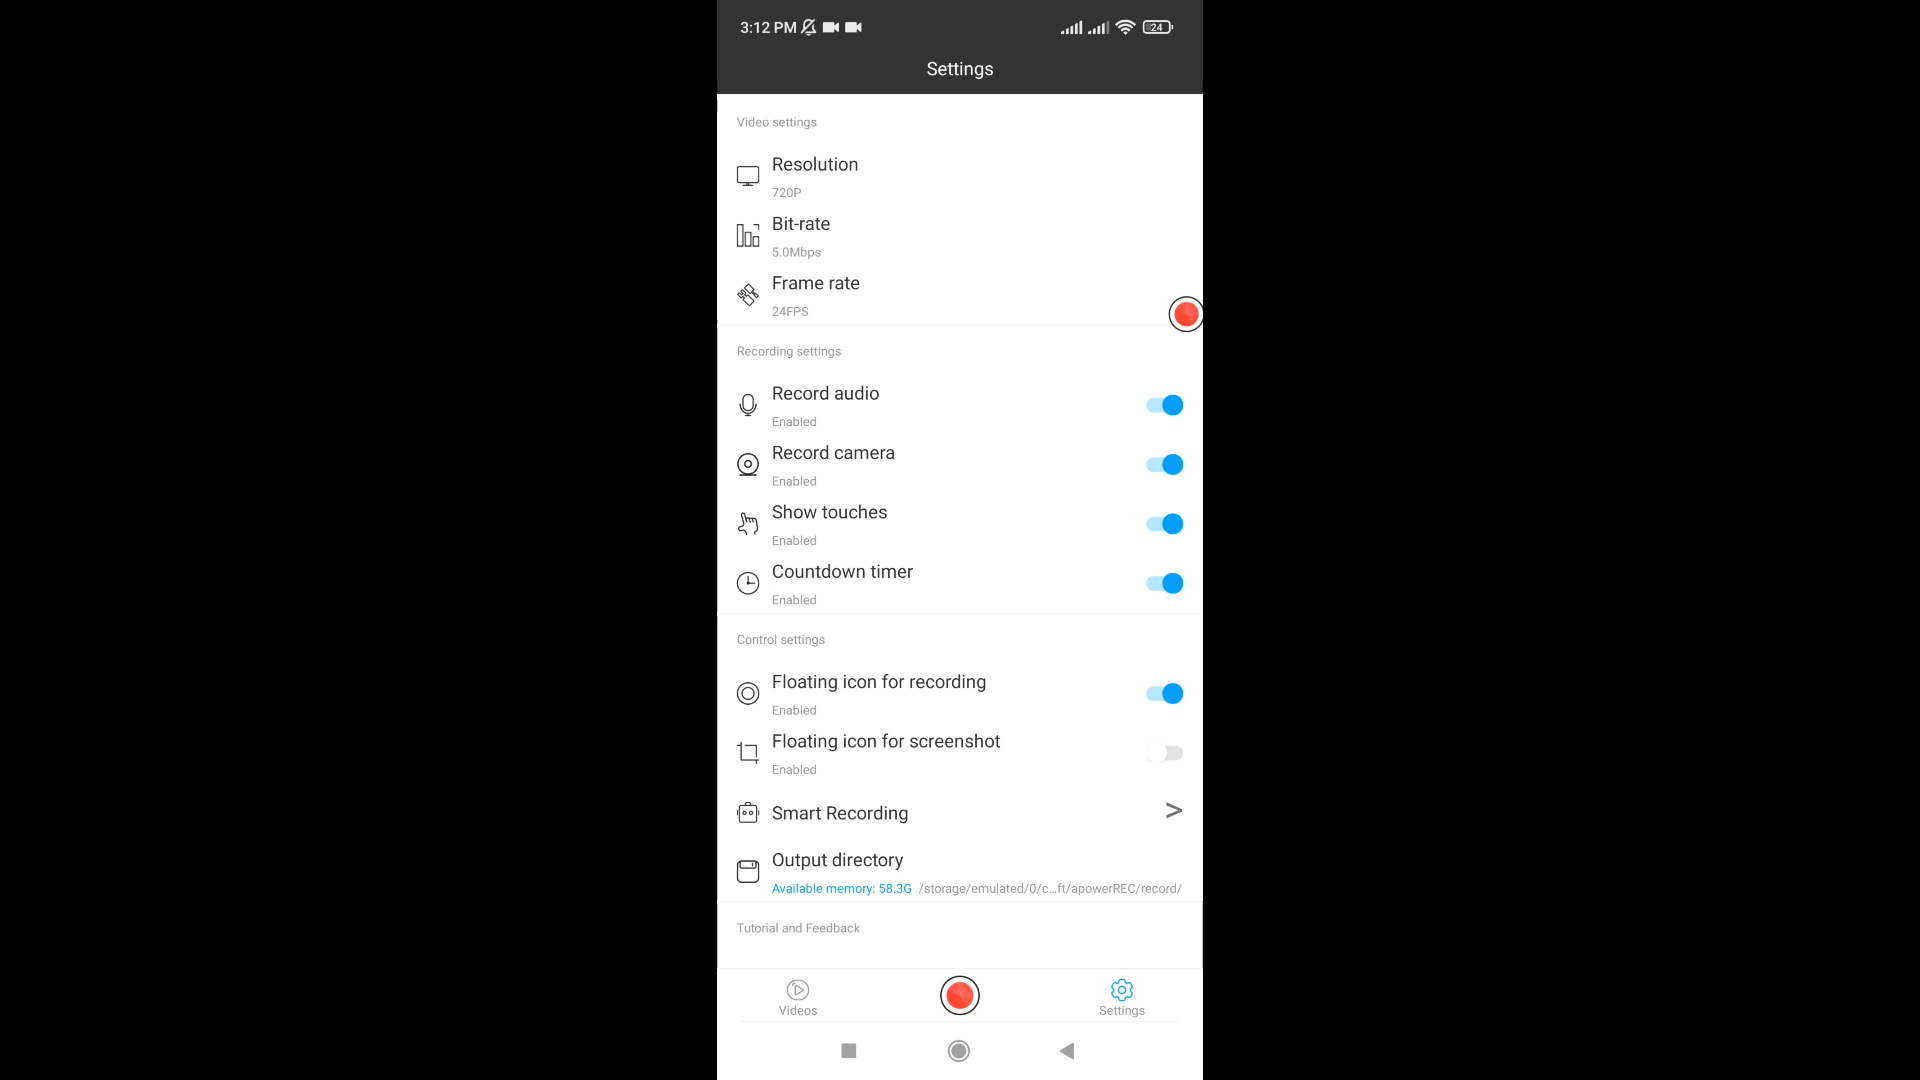 3:12 PM 24
Settings
Video settings
Resolution
720P
Bit-rate
5.0Mbps
Frame rate
24FPS
Recording settings
Record audio
Enabled
Record camera
Enabled
Show touches
Enabled
Countdown timer
Enabled
Control settings
Floating icon for recording
Enabled
Floating icon for screenshot
Enabled
Smart Recording >
Output directory
Available memory: 58.3G /storage/emulated/0/c...ft/apowerREC/record/
Tutorial and Feedback
Videos Settings